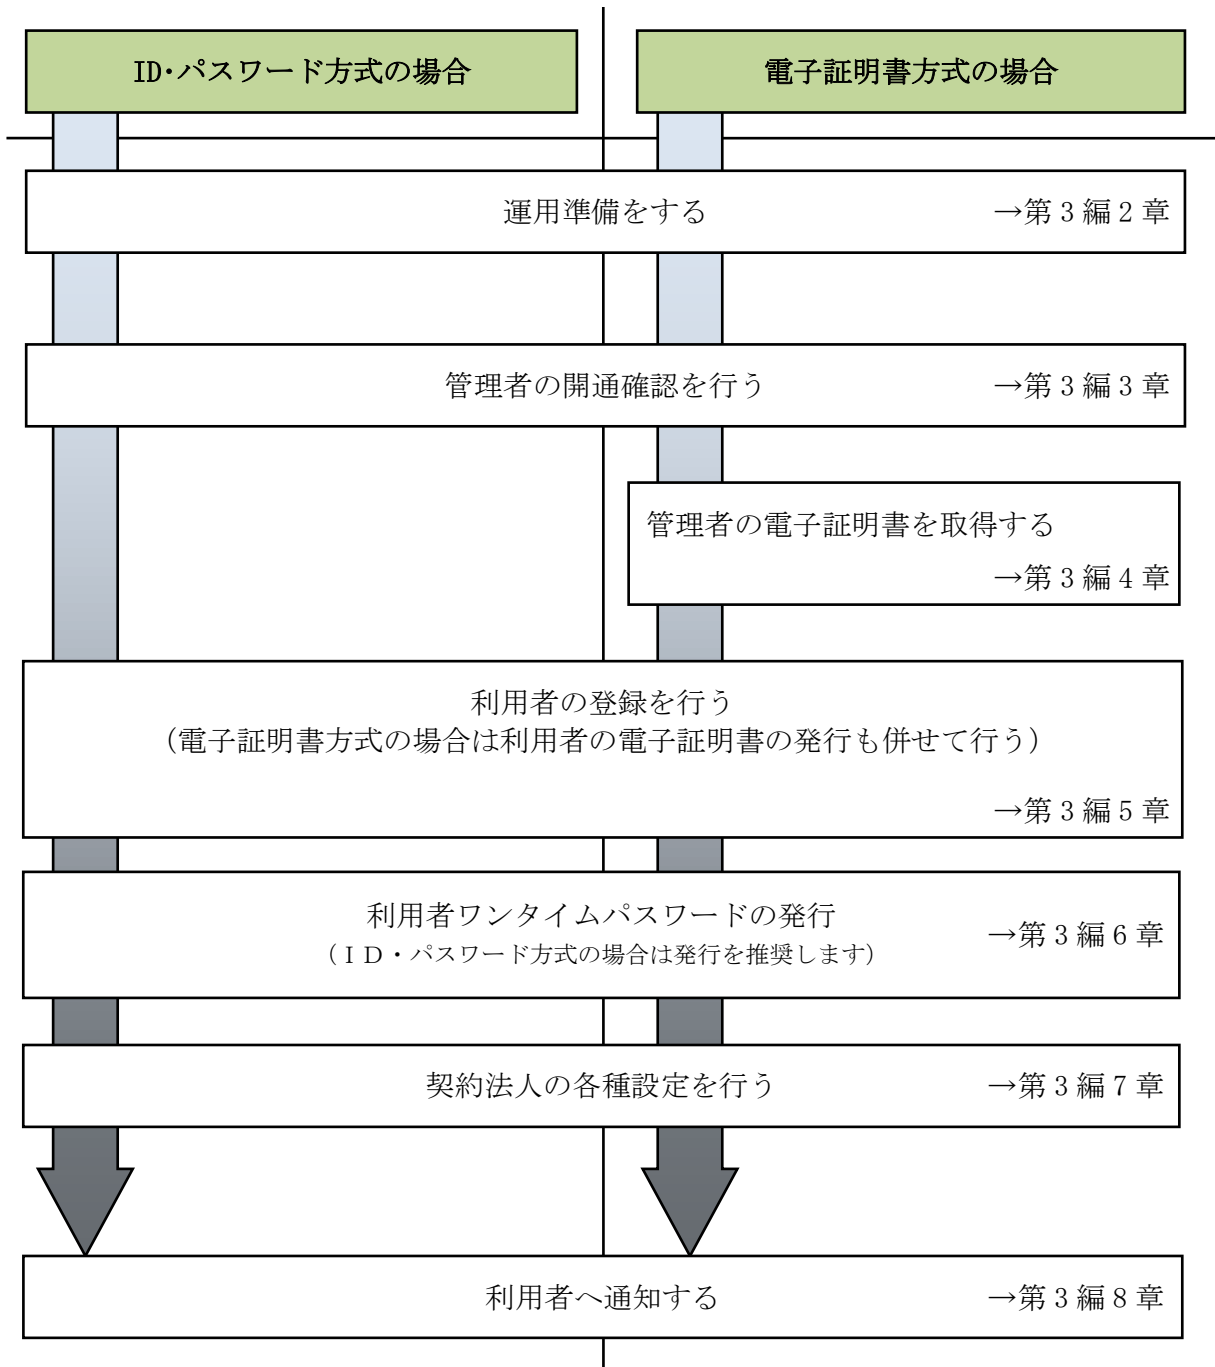 ID・パスワード方式の場合
電子証明書方式の場合
運用準備をする →第3編2章
管理者の開通確認を行う →第3編3章
管理者の電子証明書を取得する
→第3編4章
利用者の登録を行う
（電子証明書方式の場合は利用者の電子証明書の発行も併せて行う）
→第3編5章
利用者ワンタイムパスワードの発行
→第3編6章
（ＩＤ・パスワード方式の場合は発行を推奨します）
契約法人の各種設定を行う →第3編7章
利用者へ通知する →第3編8章